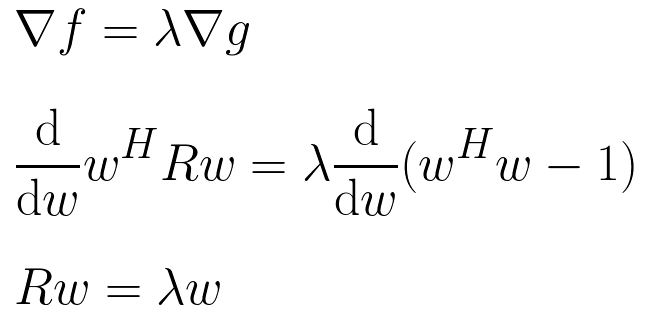 ∇f = λ∇g
d/dw w^H Rw = λ d/dw (w^H w − 1)
Rw = λw